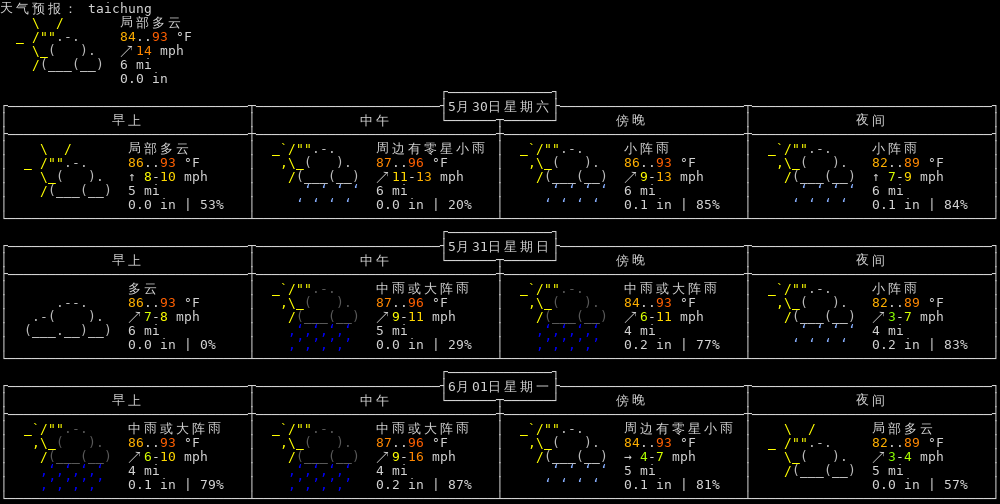 天气预报： taichung
局部多云
84..93 °F
↗14 mph
6 mi
0.0 in
5月30日星期六
早上 中午 傍晚 夜间
局部多云 周边有零星小雨 小阵雨 小阵雨
86..93 °F 87..96 °F 86..93 °F 82..89 °F
↑ 8-10 mph ↗11-13 mph ↗9-13 mph ↑ 7-9 mph
5 mi 6 mi 6 mi 6 mi
0.0 in | 53% 0.0 in | 20% 0.1 in | 85% 0.1 in | 84%
5月31日星期日
早上 中午 傍晚 夜间
多云 中雨或大阵雨 中雨或大阵雨 小阵雨
86..93 °F 87..96 °F 84..93 °F 82..89 °F
↗7-8 mph ↗9-11 mph ↗6-11 mph ↗3-7 mph
6 mi 5 mi 4 mi 4 mi
0.0 in | 0% 0.0 in | 29% 0.2 in | 77% 0.2 in | 83%
6月01日星期一
早上 中午 傍晚 夜间
中雨或大阵雨 中雨或大阵雨 周边有零星小雨 局部多云
86..93 °F 87..96 °F 84..93 °F 82..89 °F
↗6-10 mph ↗9-16 mph → 4-7 mph ↗3-4 mph
4 mi 4 mi 5 mi 5 mi
0.1 in | 79% 0.2 in | 87% 0.1 in | 81% 0.0 in | 57%